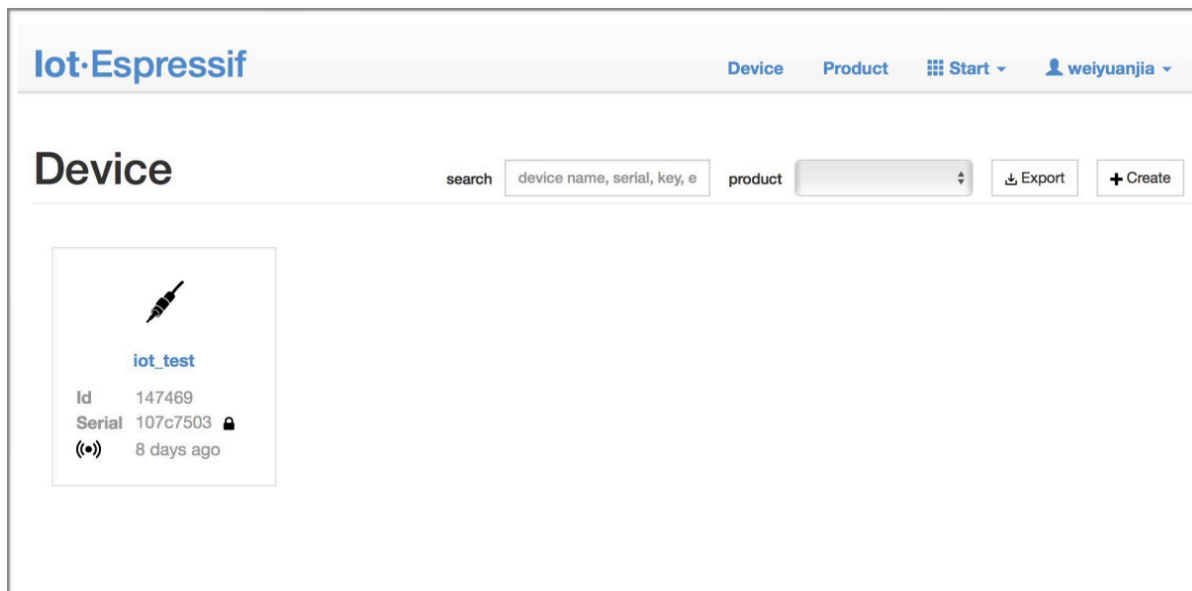 Iot·Espressif
Device Product Start weiyuanjia
Device
search device name, serial, key, e product Export Create
iot_test
Id 147469
Serial 107c7503
8 days ago